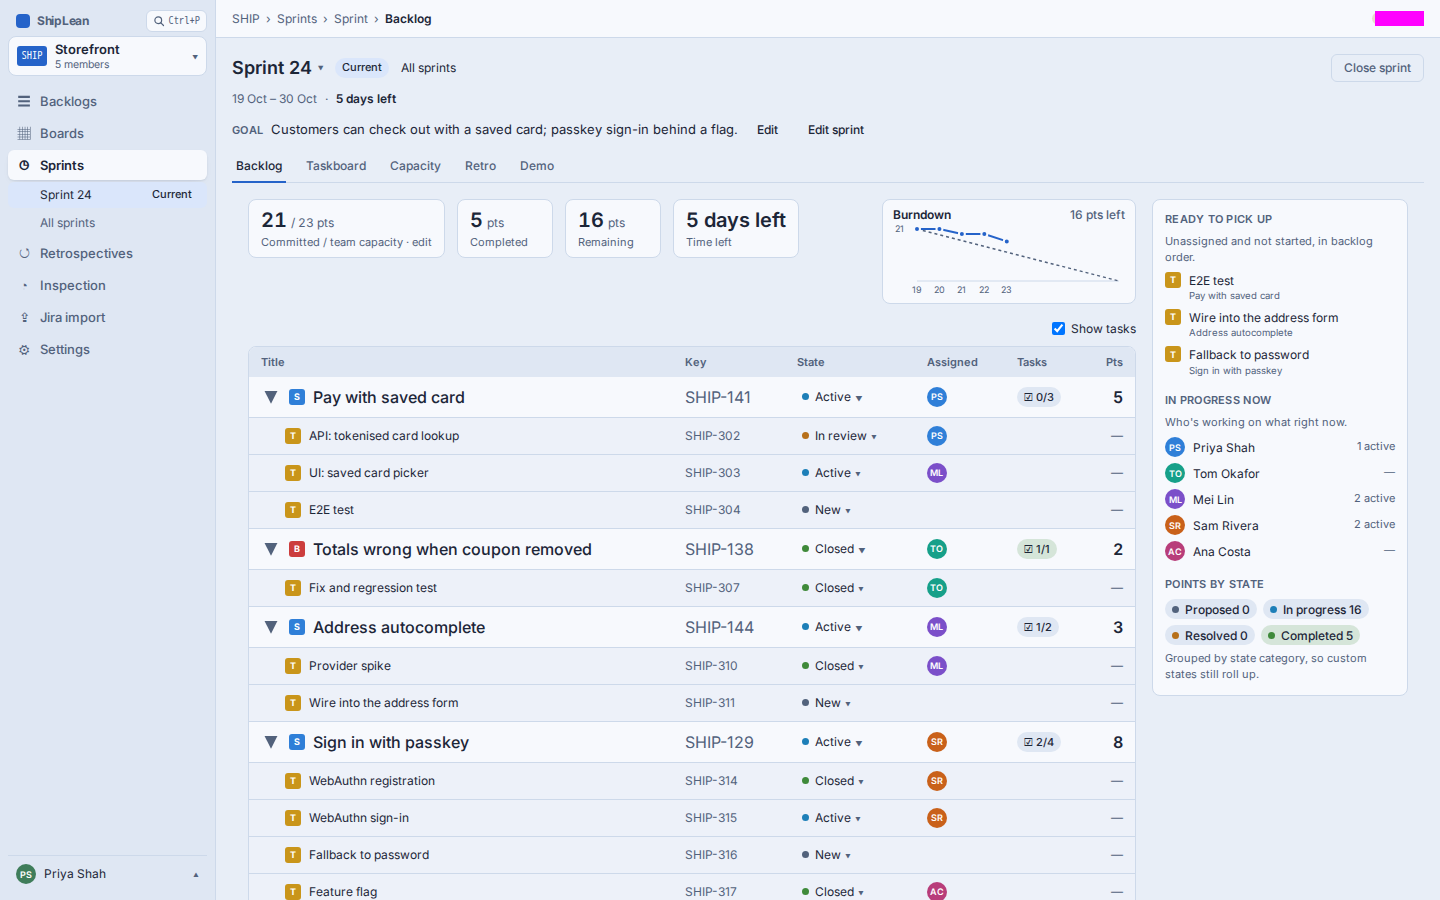 ShipLean
Ctrl+P
SHIP
Storefront
5 members
Backlogs
Boards
Sprints
Sprint 24
Current
All sprints
Retrospectives
Inspection
Jira import
Settings
PS
Priya Shah
SHIP › Sprints › Sprint › Backlog
Sprint 24
Current
All sprints
Close sprint
19 Oct – 30 Oct · 5 days left
GOAL Customers can check out with a saved card; passkey sign-in behind a flag. Edit Edit sprint
Backlog Taskboard Capacity Retro Demo
21 / 23 pts
Committed / team capacity · edit
5 pts
Completed
16 pts
Remaining
5 days left
Time left
Burndown 16 pts left
21
19 20 21 22 23
Show tasks
Title Key State Assigned Tasks Pts
S Pay with saved card SHIP-141 Active PS ☑ 0/3 5
T API: tokenised card lookup SHIP-302 In review PS —
T UI: saved card picker SHIP-303 Active ML —
T E2E test SHIP-304 New —
B Totals wrong when coupon removed SHIP-138 Closed TO ☑ 1/1 2
T Fix and regression test SHIP-307 Closed TO —
S Address autocomplete SHIP-144 Active ML ☑ 1/2 3
T Provider spike SHIP-310 Closed ML —
T Wire into the address form SHIP-311 New —
S Sign in with passkey SHIP-129 Active SR ☑ 2/4 8
T WebAuthn registration SHIP-314 Closed SR —
T WebAuthn sign-in SHIP-315 Active SR —
T Fallback to password SHIP-316 New —
T Feature flag SHIP-317 Closed AC —
READY TO PICK UP
Unassigned and not started, in backlog
order.
T E2E test
Pay with saved card
T Wire into the address form
Address autocomplete
T Fallback to password
Sign in with passkey
IN PROGRESS NOW
Who's working on what right now.
PS Priya Shah 1 active
TO Tom Okafor —
ML Mei Lin 2 active
SR Sam Rivera 2 active
AC Ana Costa —
POINTS BY STATE
Proposed 0 In progress 16
Resolved 0 Completed 5
Grouped by state category, so custom
states still roll up.